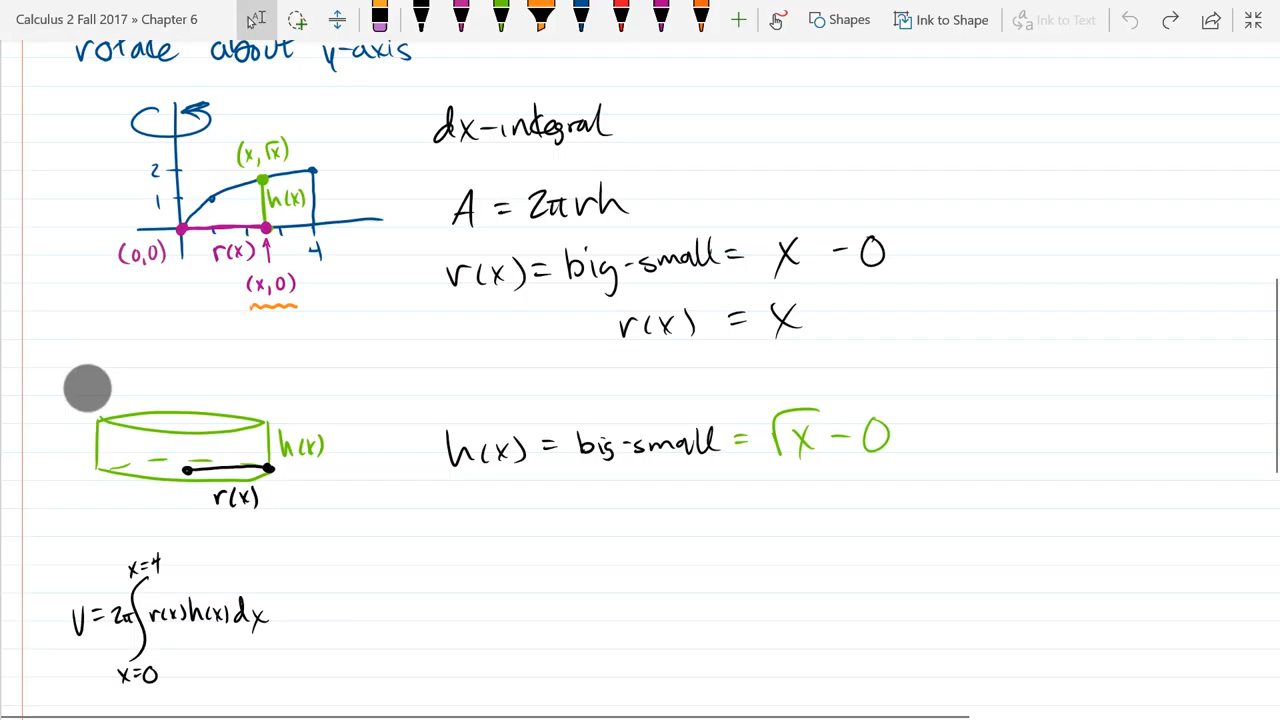 Calculus 2 Fall 2017 » Chapter 6
Shapes
Ink to Shape
Ink to Text
rotate about y-axis
dx-integral
(x, √x)
2
1
h(x)
A = 2πrh
(0,0)
r(x)
4
(x,0)
r(x) = big-small = x - 0
r(x) = x
h(x)
r(x)
h(x) = big-small = √x - 0
x=4
V = 2π∫r(x)h(x)dx
x=0